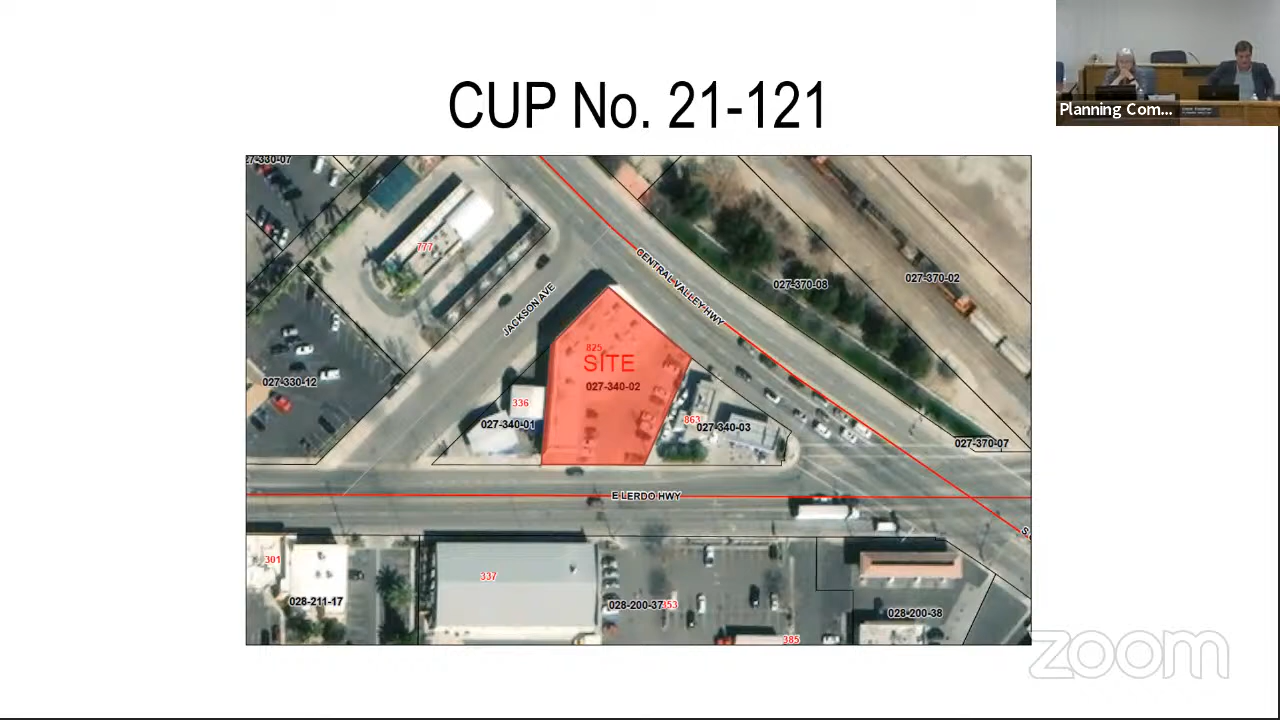 CUP No. 21-121
Planning Com...
27-330-07
777
CENTRAL VALLEY HWY
027-370-08
027-370-02
JACKSON AVE
825
SITE
027-340-02
027-330-12
336
027-340-01
863
027-340-03
027-370-07
E LERDO HWY
S
301
028-211-17
337
028-200-37
353
028-200-38
385
zoom